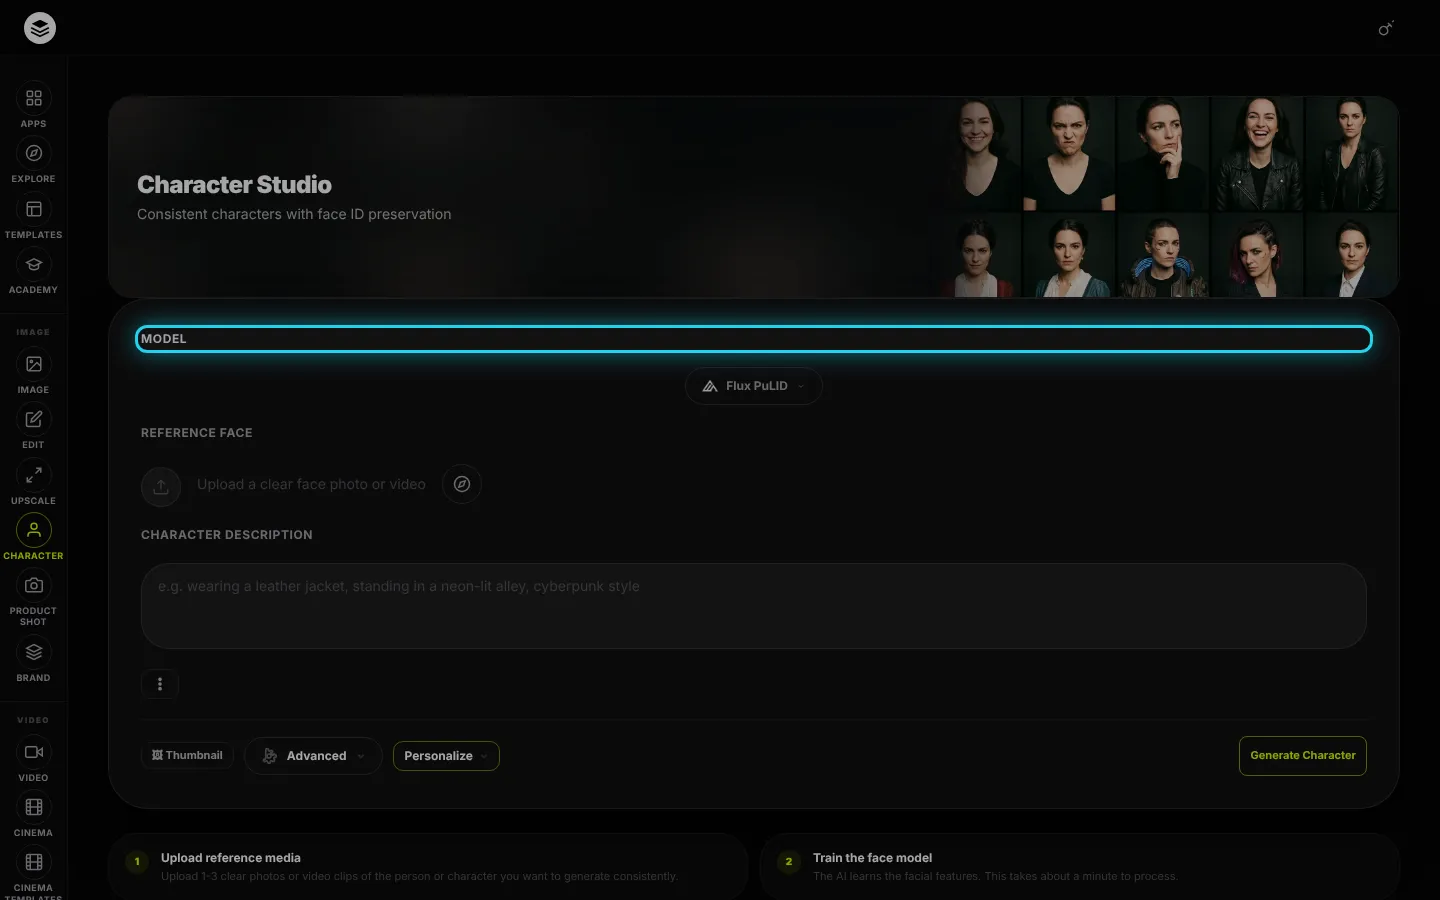 APPS
EXPLORE
TEMPLATES
ACADEMY
IMAGE
IMAGE
EDIT
UPSCALE
CHARACTER
PRODUCT
SHOT
BRAND
VIDEO
VIDEO
CINEMA
CINEMA
TEMPLATES
Character Studio
Consistent characters with face ID preservation
MODEL
Flux PuLID
REFERENCE FACE
Upload a clear face photo or video
CHARACTER DESCRIPTION
e.g. wearing a leather jacket, standing in a neon-lit alley, cyberpunk style
Thumbnail
Advanced
Personalize
Generate Character
1
Upload reference media
Upload 1-3 clear photos or video clips of the person or character you want to generate consistently.
2
Train the face model
The AI learns the facial features. This takes about a minute to process.